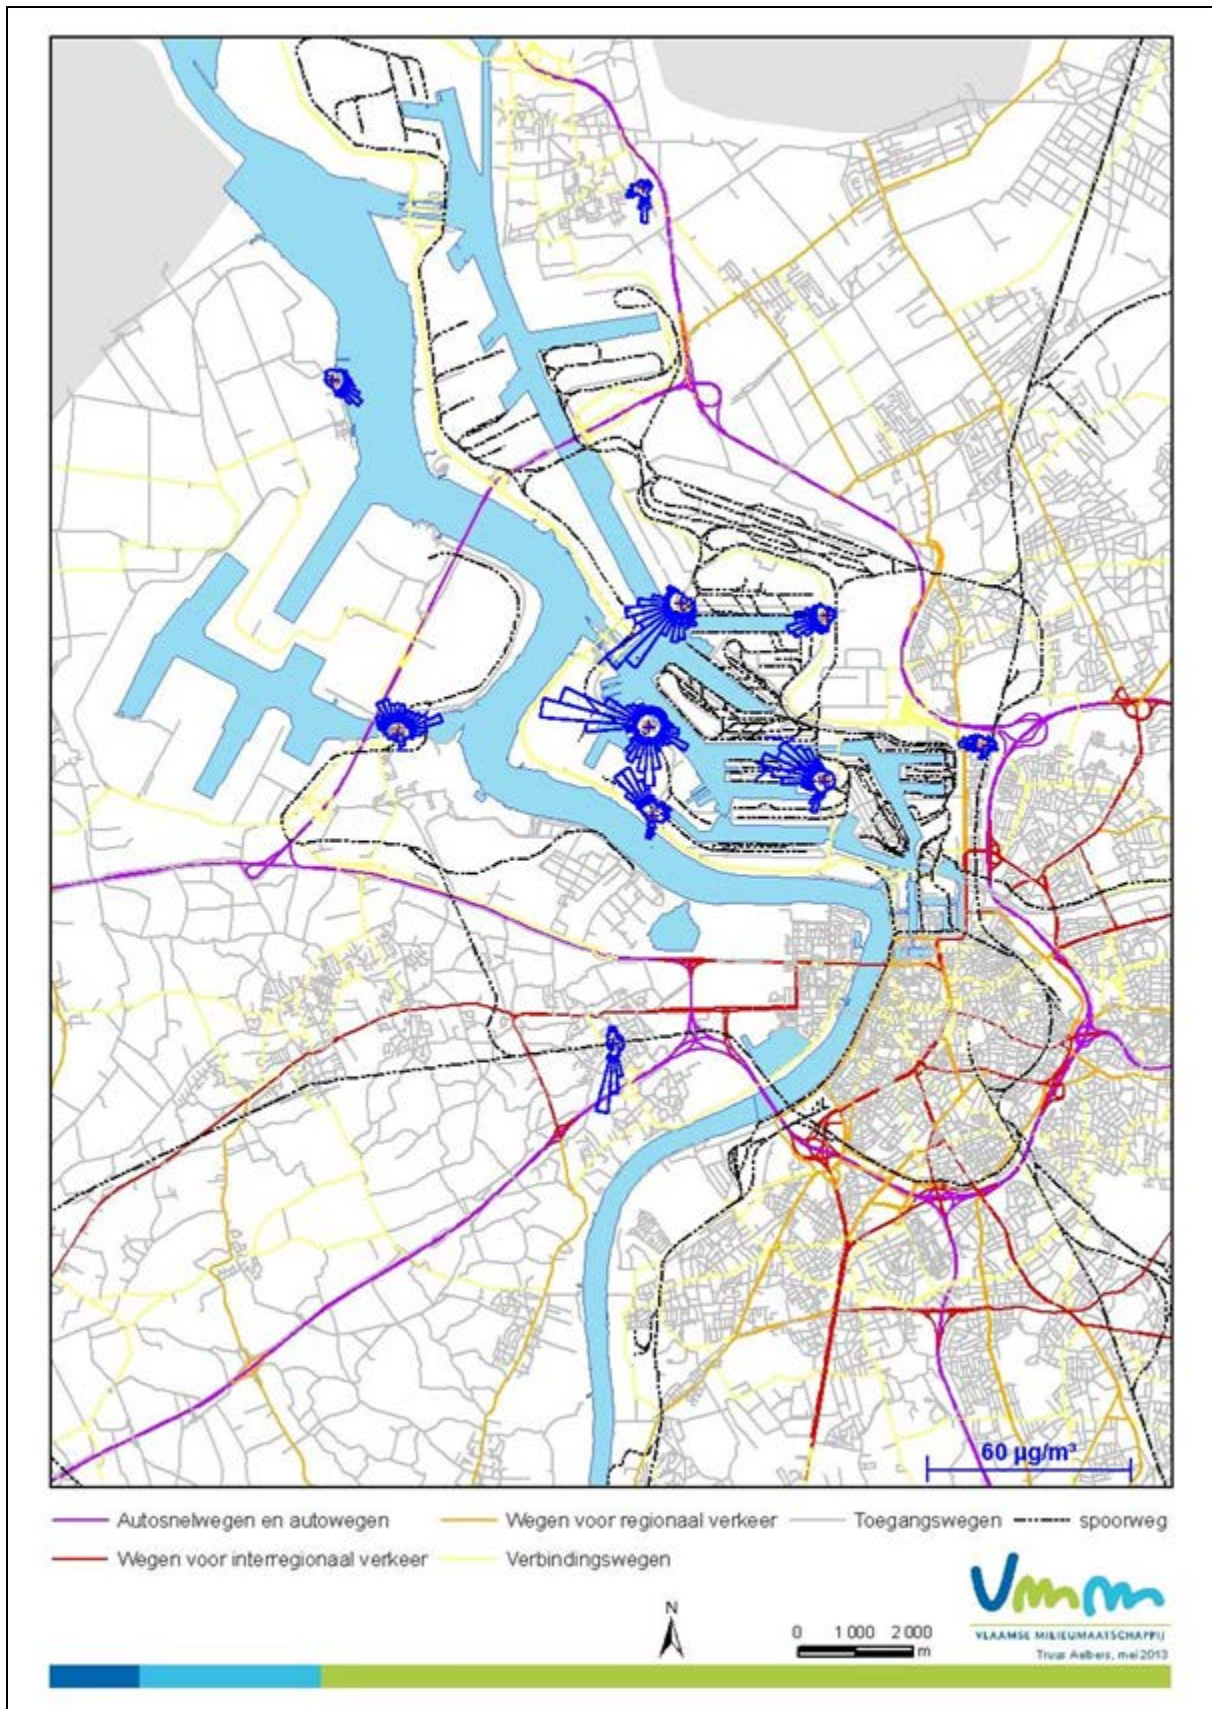 60 µg/m³
Autosnelwegen en autowegen
Wegen voor regionaal verkeer
Toegangswegen
spoorweg
Wegen voor interregionaal verkeer
Verbindingswegen
N
0 1 000 2 000
m
Vmm
VLAAMSE MILIEUMAATSCHAPPIJ
Truus Aelbers, mei 2013